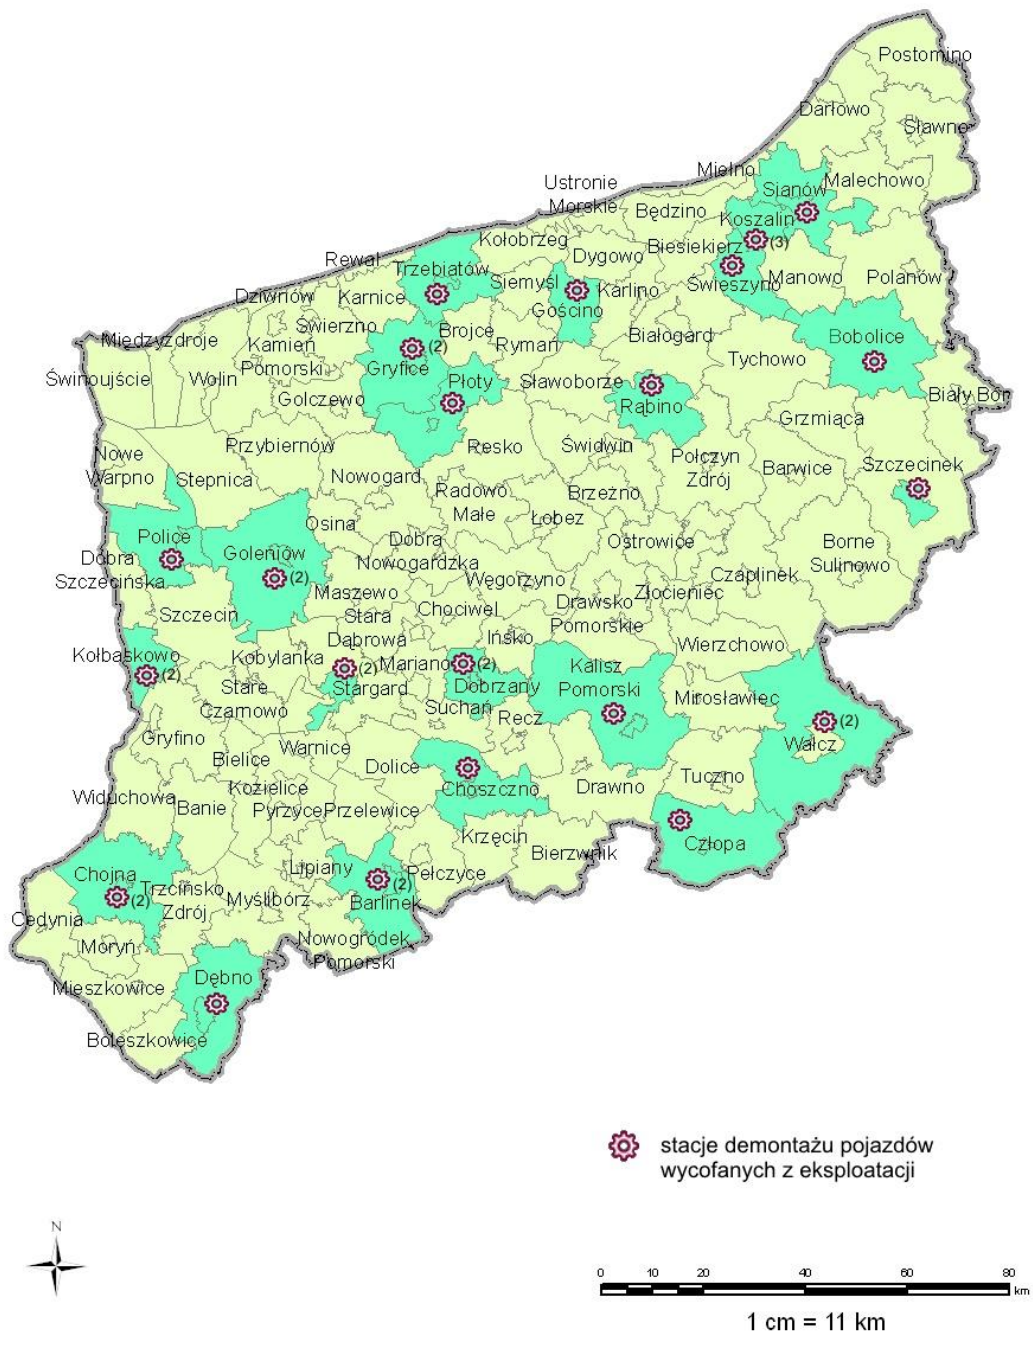 Postomino
Darłowo
Sławno
Mielno
Ustronie
Morskie
Sianów
Malechowo
Będzino
Koszalin
(3)
Kołobrzeg
Biesiekierz
Dygowo
Rewal
Trzebiatów
Siemyśl
Karlino
Świeszyno
Manowo
Polanów
Dziwnów
Karnice
Gościno
Świerzno
Brojce
Rymań
Białogard
Bobolice
Międzyzdroje
Kamień
Pomorski
(2)
Gryfice
Tychowo
Świnoujście
Wolin
Golczewo
Płoty
Sławoborze
Rąbino
Biały Bór
Grzmiąca
Przybiernów
Resko
Świdwin
Nowe
Warpno
Stepnica
Nowogard
Połczyn
Zdrój
Barwice
Szczecinek
Radowo
Małe
Brzeżno
Łobez
Osina
Police
Goleniów
(2)
Dobra
Nowogardzka
Ostrowice
Borne
Sulinowo
Dobra
Szczecińska
Maszewo
Węgorzyno
Czaplinek
Szczecin
Stara
Dąbrowa
Chociwel
Drawsko
Pomorskie
Złocieniec
Ińsko
Wierzchowo
Kołbaskowo
(2)
Kobylanka
(2)
Mariano
(2)
Kalisz
Pomorski
Stare
Czarnowo
Stargard
Dobrzany
Suchań
Recz
Mirosławiec
(2)
Wałcz
Gryfino
Warnice
Bielice
Dolice
Tuczno
Widuchowa
Kozielice
Choszczno
Drawno
Banie
Pyrzyce
Przelewice
Krzęcin
Człopa
Bierzwnik
Chojna
(2)
Lipiany
Pełczyce
Trzcińsko
Zdrój
Myślibórz
(2)
Barlinek
Cedynia
Moryń
Nowogródek
Pomorski
Mieszkowice
Dębno
Boleszkowice
stacje demontażu pojazdów
wycofanych z eksploatacji
N
0 10 20 40 60 80
km
1 cm = 11 km